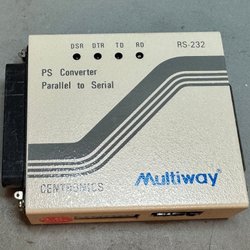 DSR DTR TD RD RS-232
PS Converter
Parallel to Serial
CENTRONICS
Multiway